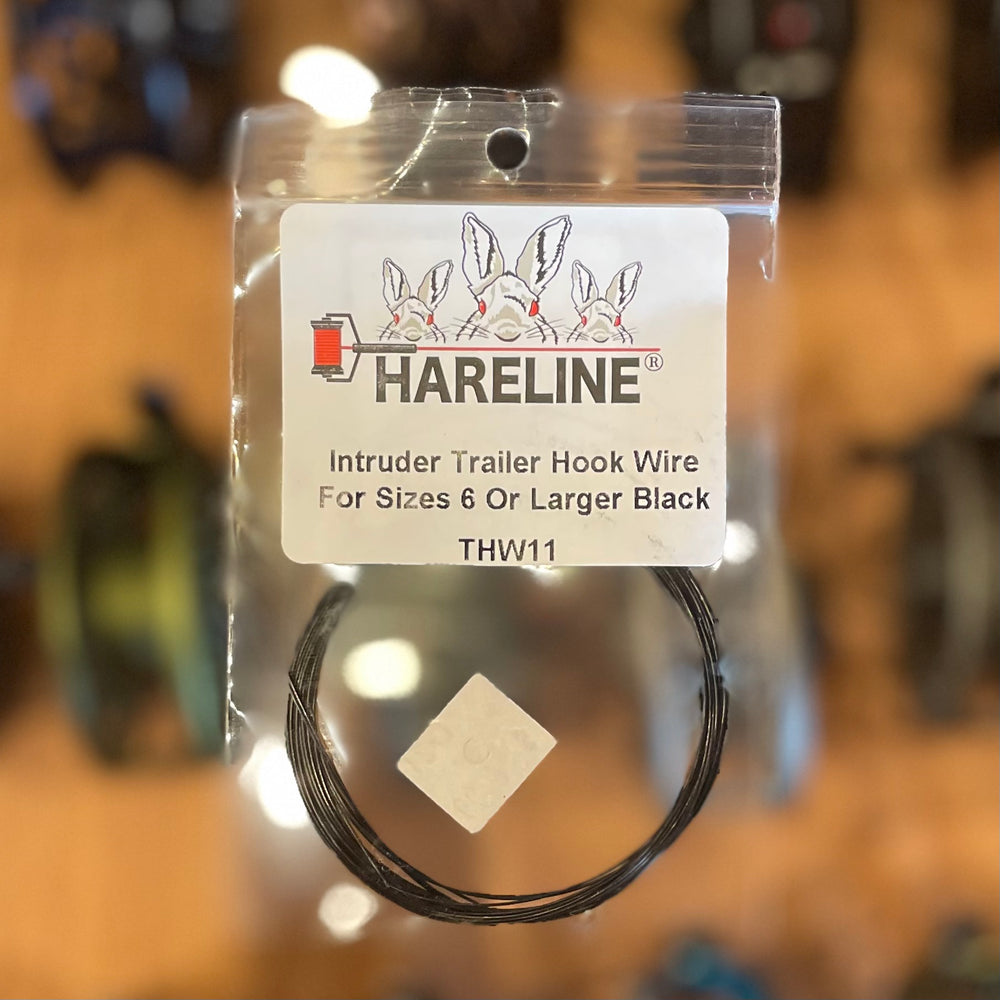 HARELINE®
Intruder Trailer Hook Wire
For Sizes 6 Or Larger Black
THW11